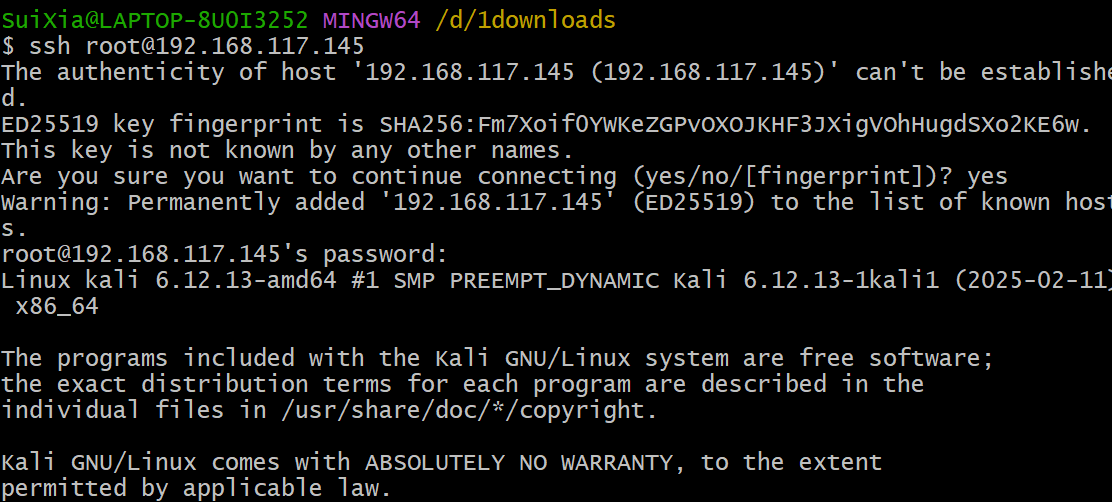 SuiXia@LAPTOP-8U0I3252 MINGW64 /d/1downloads
$ ssh root@192.168.117.145
The authenticity of host '192.168.117.145 (192.168.117.145)' can't be establishe
d.
ED25519 key fingerprint is SHA256:Fm7XoifOYWKeZGPvOXOJKHF3JXigVOhHugdSXo2KE6w.
This key is not known by any other names.
Are you sure you want to continue connecting (yes/no/[fingerprint])? yes
Warning: Permanently added '192.168.117.145' (ED25519) to the list of known host
s.
root@192.168.117.145's password:
Linux kali 6.12.13-amd64 #1 SMP PREEMPT_DYNAMIC Kali 6.12.13-1kali1 (2025-02-11)
 x86_64

The programs included with the Kali GNU/Linux system are free software;
the exact distribution terms for each program are described in the
individual files in /usr/share/doc/*/copyright.

Kali GNU/Linux comes with ABSOLUTELY NO WARRANTY, to the extent
permitted by applicable law.